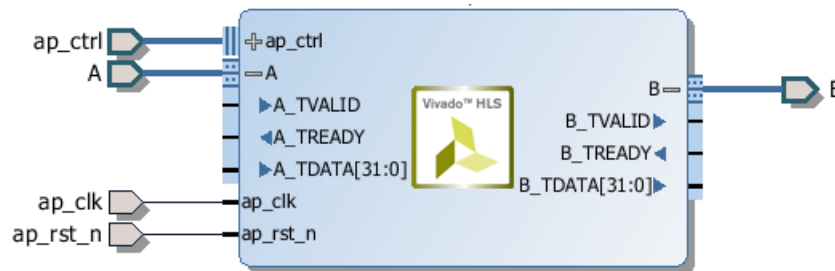 ap_ctrl
A
ap_clk
ap_rst_n
ap_ctrl
A
A_TVALID
A_TREADY
A_TDATA[31:0]
ap_clk
ap_rst_n
Vivado™ HLS
B
B_TVALID
B_TREADY
B_TDATA[31:0]